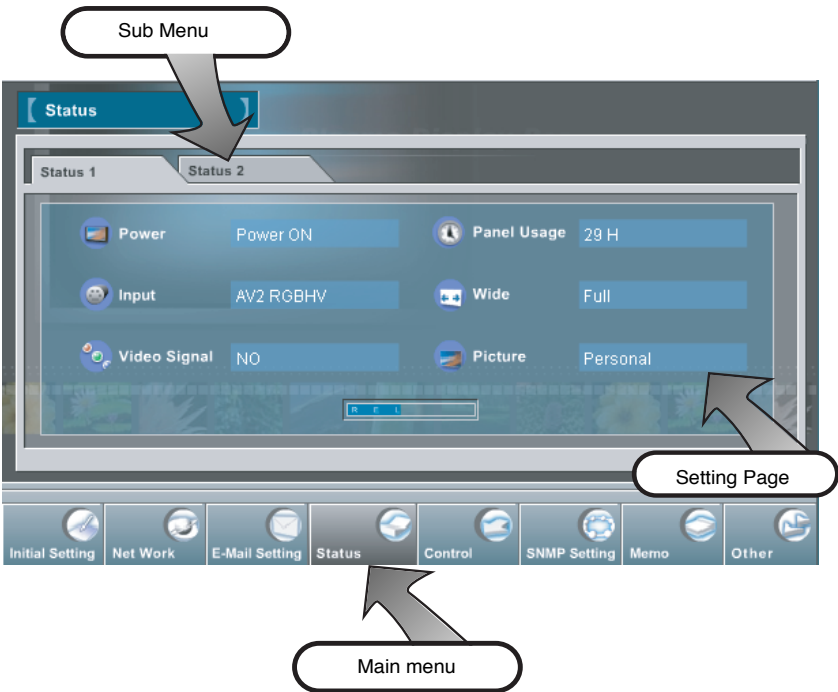 Sub Menu
Status
Status 1
Status 2
Power
Power ON
Panel Usage
29 H
Input
AV2 RGBHV
Wide
Full
Video Signal
NO
Picture
Personal
R E L
Setting Page
Initial Setting
Net Work
E-Mail Setting
Status
Control
SNMP Setting
Memo
Other
Main menu